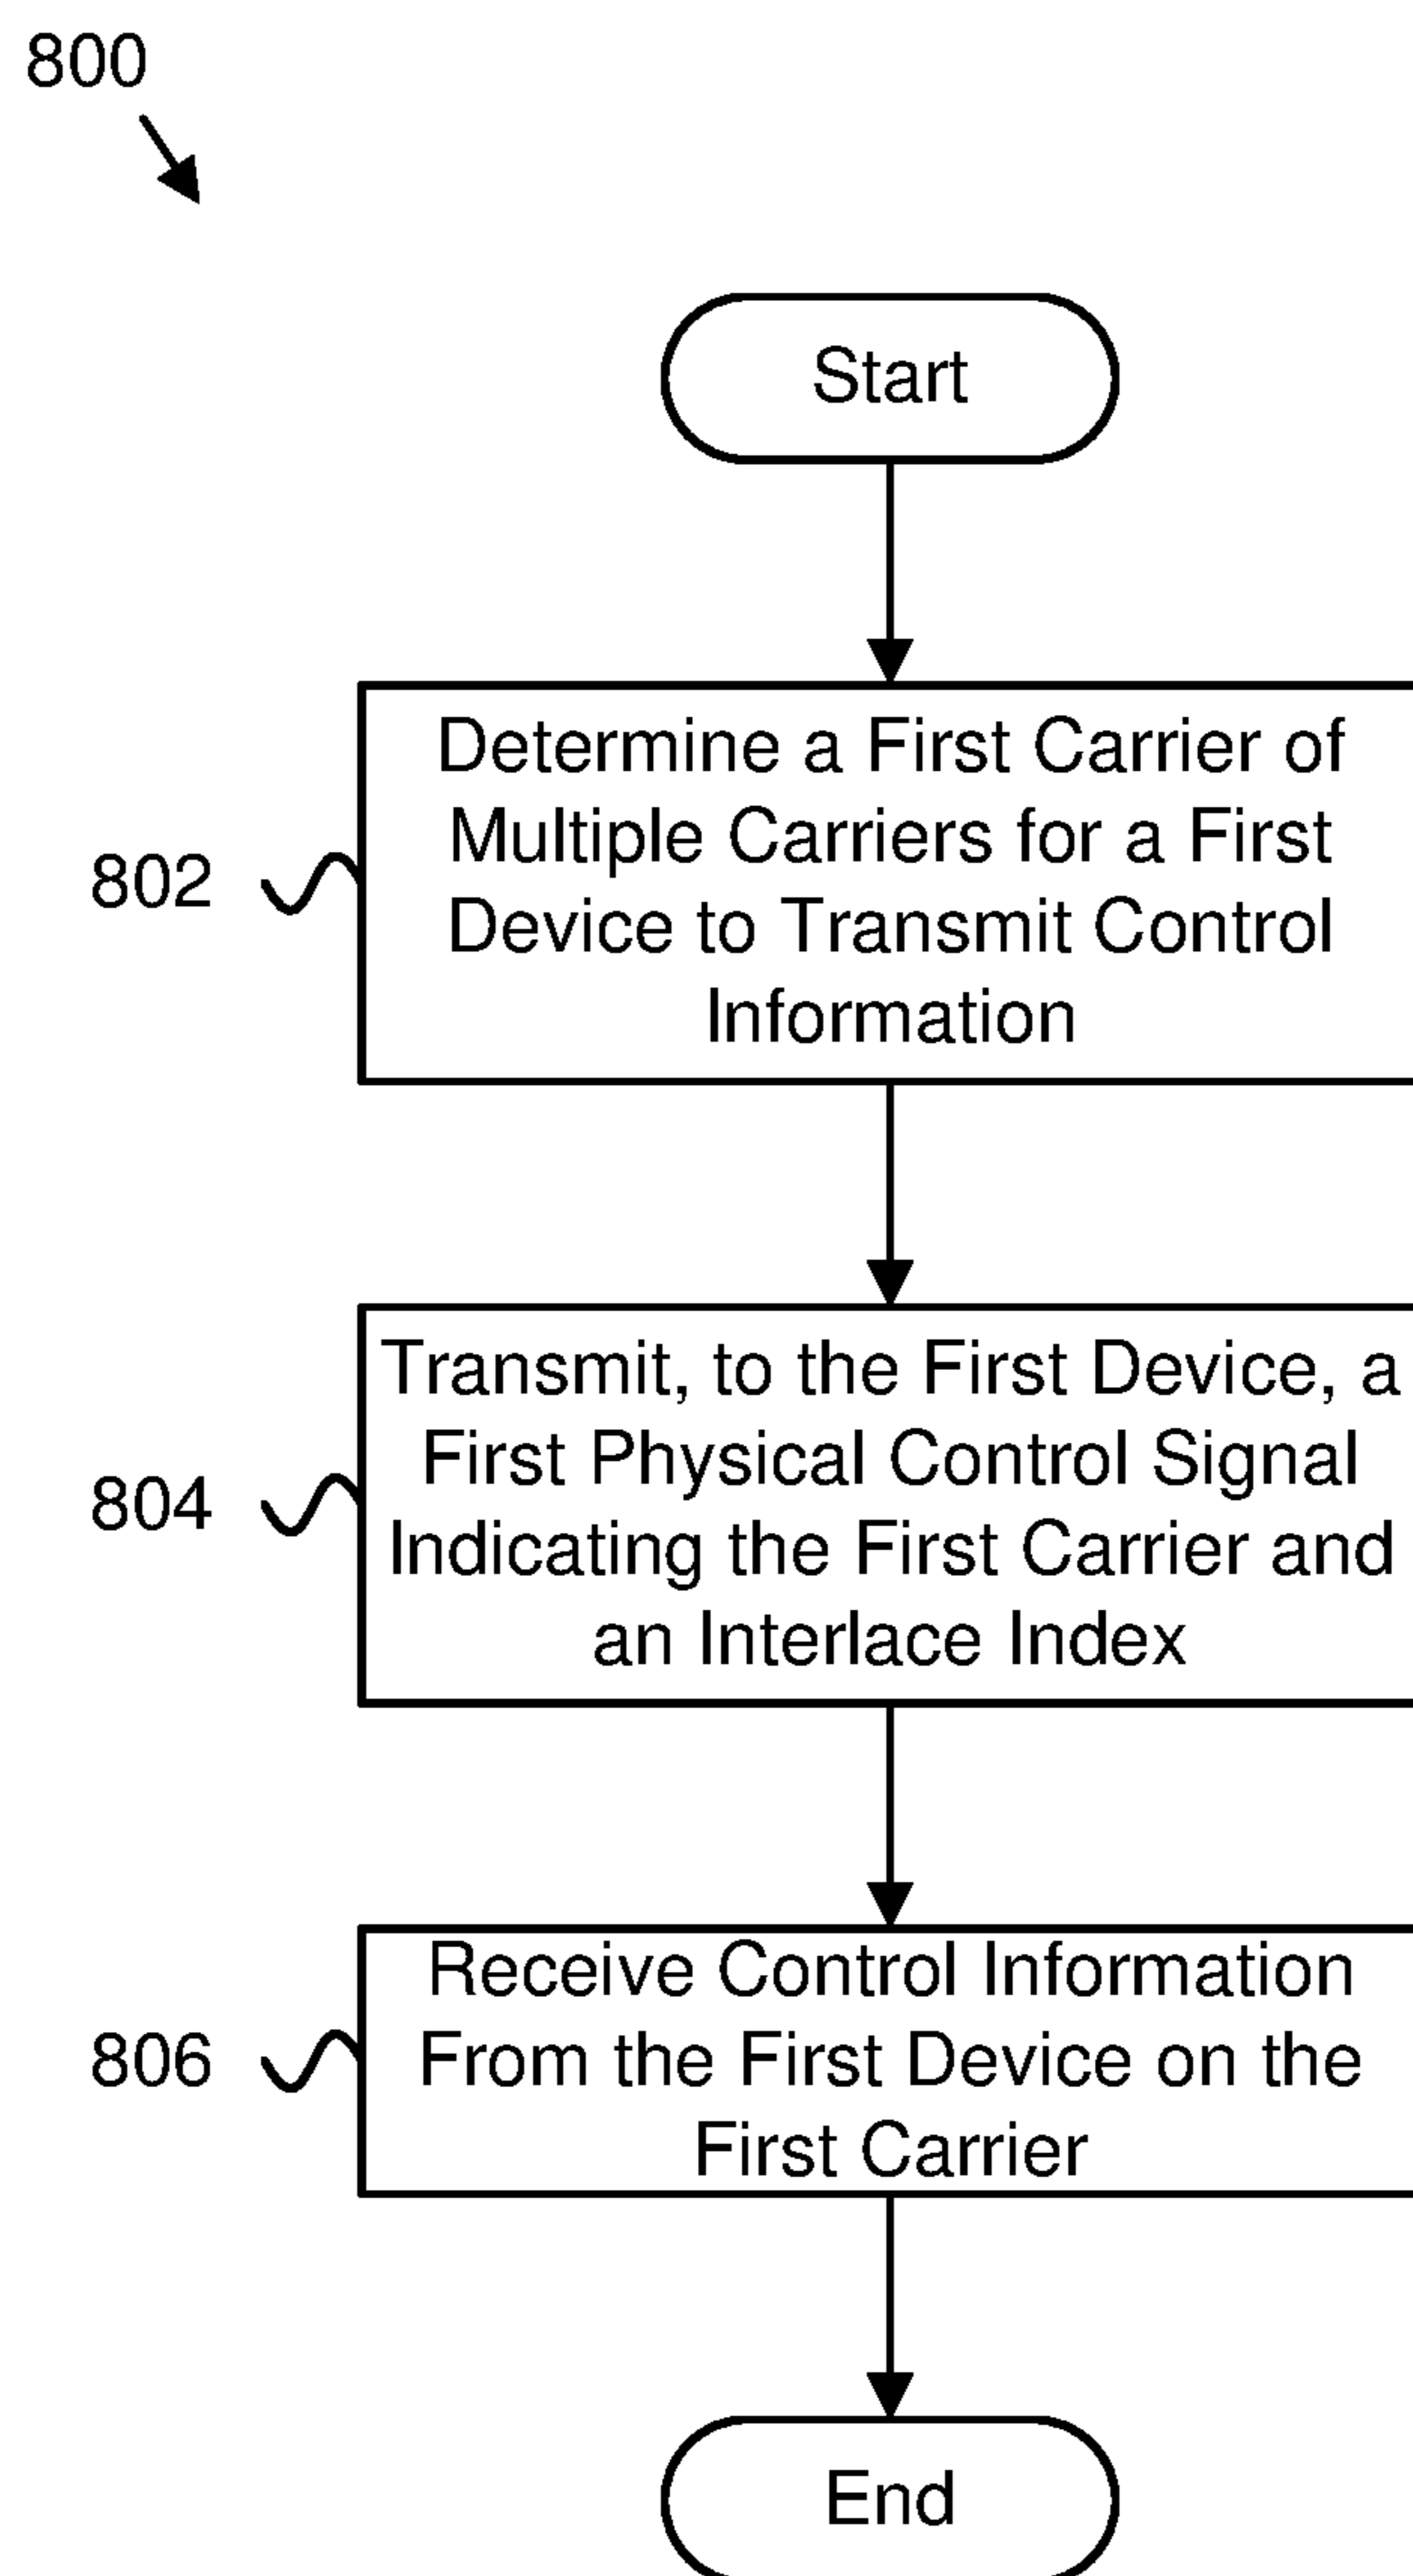 800
Start
802
Determine a First Carrier of
Multiple Carriers for a First
Device to Transmit Control
Information
804
Transmit, to the First Device, a
First Physical Control Signal
Indicating the First Carrier and
an Interlace Index
806
Receive Control Information
From the First Device on the
First Carrier
End